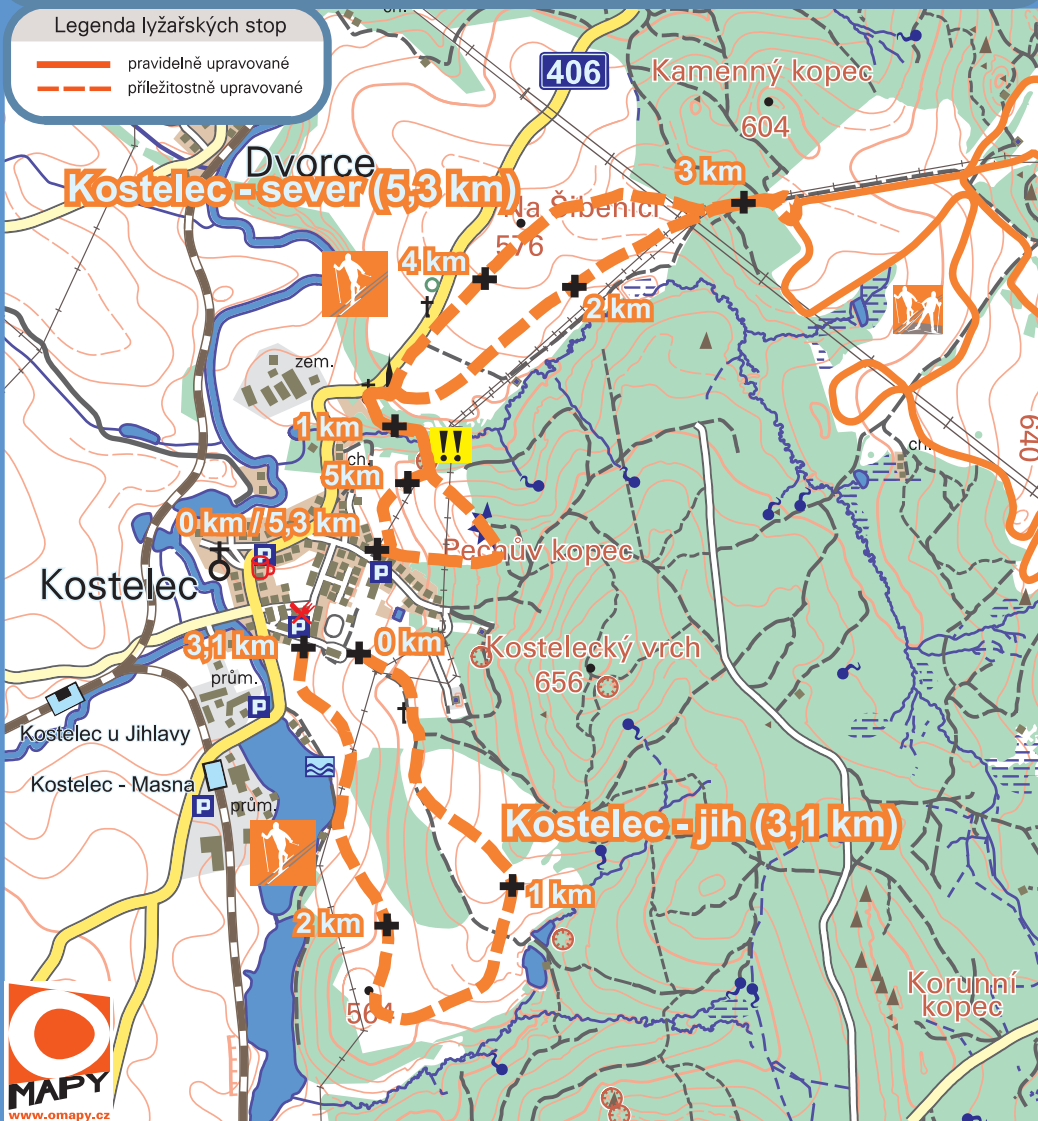 Legenda lyžařských stop
pravidelně upravované
příležitostně upravované
ch.
406
Kamenný kopec
604
Dvorce
Kostelec - sever (5,3 km)
3 km
Na Šibenici
576
4 km
2 km
zem.
1 km
!!
ch.
5km
640
ch.
0 km / 5,3 km
P
Pechův kopec
P
Kostelec
P
3,1 km
0 km
Kostelecký vrch
656
prům.
P
Kostelec u Jihlavy
Kostelec - Masna
P
prům.
Kostelec - jih (3,1 km)
1 km
2 km
564
Korunní
kopec
MAPY
www.omapy.cz